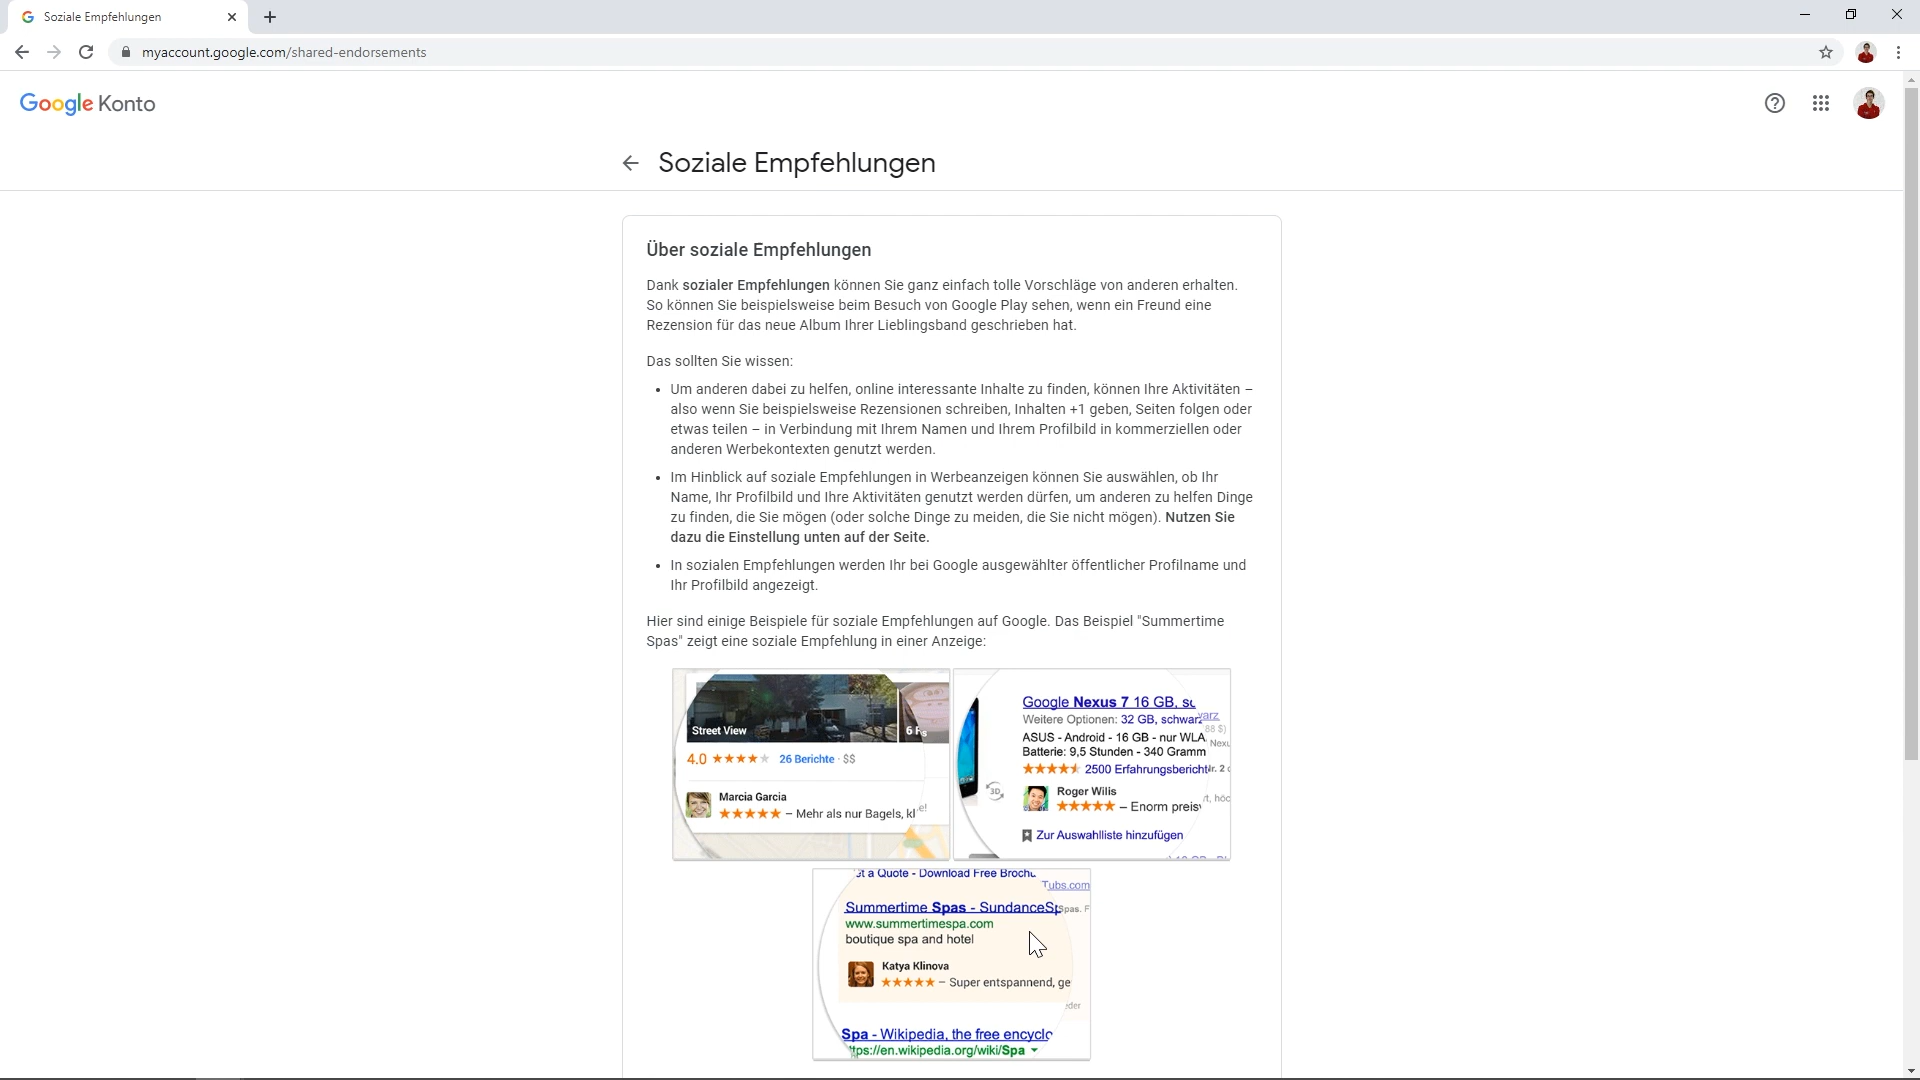 Soziale Empfehlungen
myaccount.google.com/shared-endorsements
Google Konto
Soziale Empfehlungen
Über soziale Empfehlungen
Dank sozialer Empfehlungen können Sie ganz einfach tolle Vorschläge von anderen erhalten.
So können Sie beispielsweise beim Besuch von Google Play sehen, wenn ein Freund eine
Rezension für das neue Album Ihrer Lieblingsband geschrieben hat.
Das sollten Sie wissen:
• Um anderen dabei zu helfen, online interessante Inhalte zu finden, können Ihre Aktivitäten –
also wenn Sie beispielsweise Rezensionen schreiben, Inhalten +1 geben, Seiten folgen oder
etwas teilen – in Verbindung mit Ihrem Namen und Ihrem Profilbild in kommerziellen oder
anderen Werbekontexten genutzt werden.
• Im Hinblick auf soziale Empfehlungen in Werbeanzeigen können Sie auswählen, ob Ihr
Name, Ihr Profilbild und Ihre Aktivitäten genutzt werden dürfen, um anderen zu helfen Dinge
zu finden, die Sie mögen (oder solche Dinge zu meiden, die Sie nicht mögen). Nutzen Sie
dazu die Einstellung unten auf der Seite.
• In sozialen Empfehlungen werden Ihr bei Google ausgewählter öffentlicher Profilname und
Ihr Profilbild angezeigt.
Hier sind einige Beispiele für soziale Empfehlungen auf Google. Das Beispiel "Summertime
Spas" zeigt eine soziale Empfehlung in einer Anzeige:
Street View
4.0 26 Berichte · $$
Marcia Garcia
– Mehr als nur Bagels,
Google Nexus 7 16 GB,
Weitere Optionen: 32 GB, schwarz
ASUS - Android - 16 GB - nur
Batterie: 9,5 Stunden - 340 Gramm
2500 Erfahrungsbericht
3D
Roger Wilis
– Enorm preis
Zur Auswahlliste hinzufügen
a Quote - Download Free
Tubs.com
Summertime Spas -
Spas.
www.summertimespa.com
boutique spa and hotel
Katya Klinova
– Super entspannend, ge
Spa - Wikipedia, the free
https://en.wikipedia.org/wiki/Spa